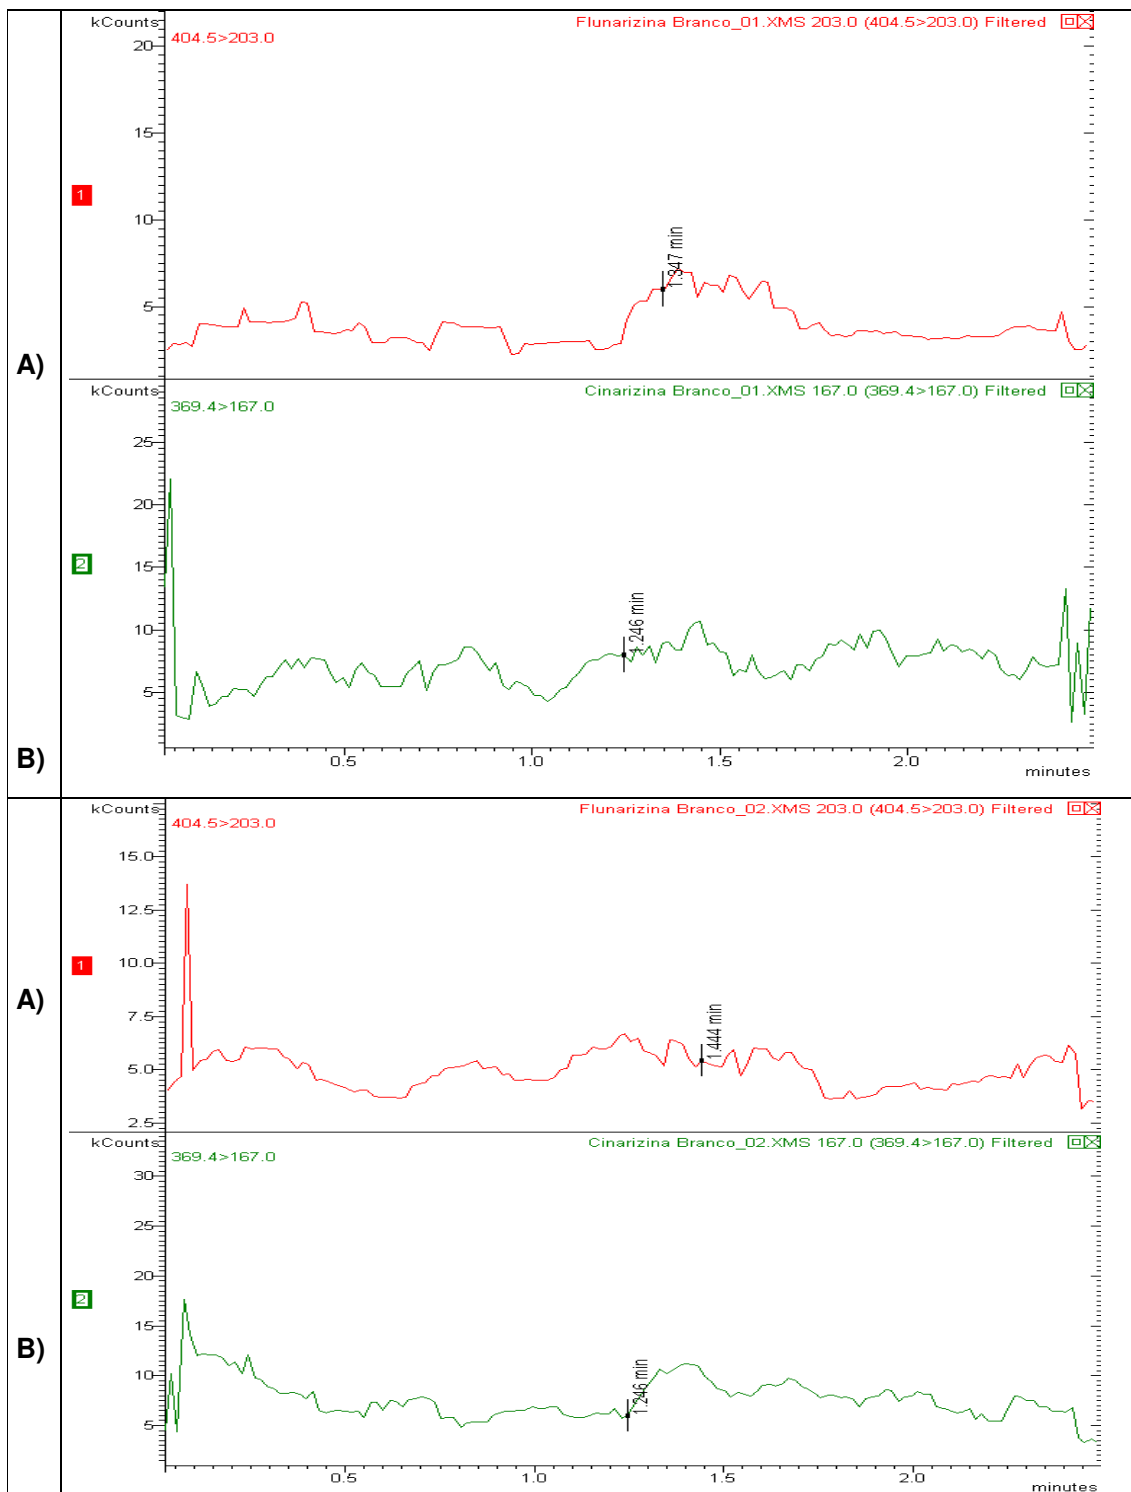 kCounts Flunarizina Branco_01.XMS 203.0 (404.5>203.0) Filtered
404.5>203.0
20
15
1
10
1.347 min
5
A)
kCounts Cinarizina Branco_01.XMS 167.0 (369.4>167.0) Filtered
369.4>167.0
25
20
2
15
10
1.246 min
5
B)
0.5 1.0 1.5 2.0
minutes
kCounts Flunarizina Branco_02.XMS 203.0 (404.5>203.0) Filtered
404.5>203.0
15.0
12.5
1
10.0
A)
7.5
1.444 min
5.0
2.5
kCounts Cinarizina Branco_02.XMS 167.0 (369.4>167.0) Filtered
369.4>167.0
30
25
20
2
15
B)
10
1.246 min
5
0.5 1.0 1.5 2.0
minutes